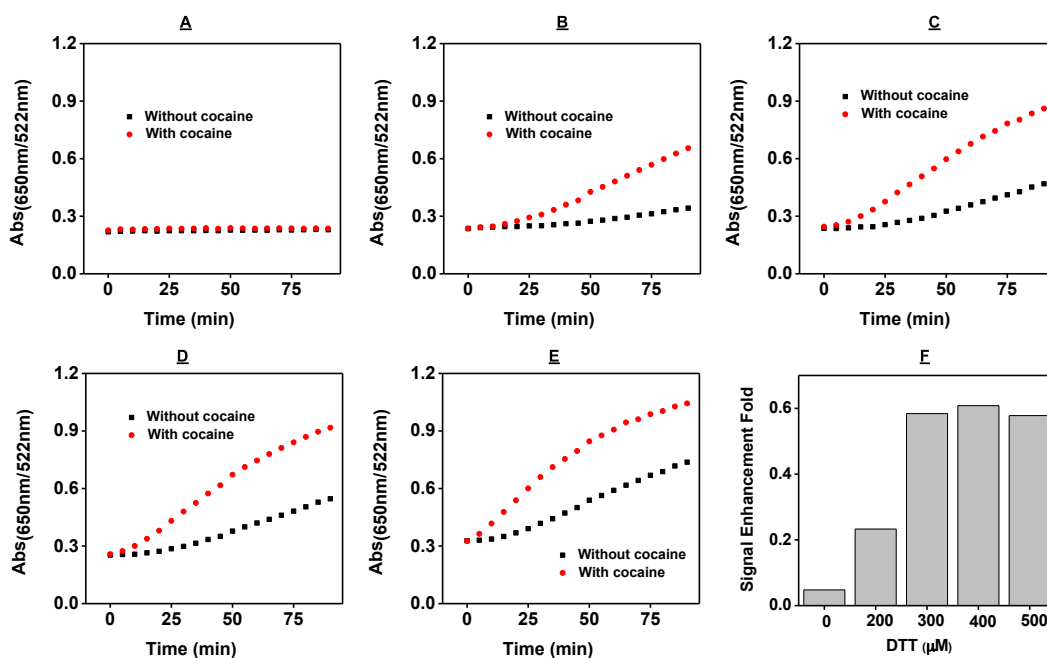 A
1.2
0.9
0.6
0.3
0.0
Abs(650nm/522nm)
Without cocaine
With cocaine
0 25 50 75
Time (min)
B
1.2
0.9
0.6
0.3
0.0
Abs(650nm/522nm)
Without cocaine
With cocaine
0 25 50 75
Time (min)
C
1.2
0.9
0.6
0.3
0.0
Abs(650nm/522nm)
Without cocaine
With cocaine
0 25 50 75
Time (min)
D
1.2
0.9
0.6
0.3
0.0
Abs(650nm/522nm)
Without cocaine
With cocaine
0 25 50 75
Time (min)
E
1.2
0.9
0.6
0.3
0.0
Abs(650nm/522nm)
Without cocaine
With cocaine
0 25 50 75
Time (min)
F
0.6
0.4
0.2
0.0
Signal Enhancement Fold
0 200 300 400 500
DTT (μM)